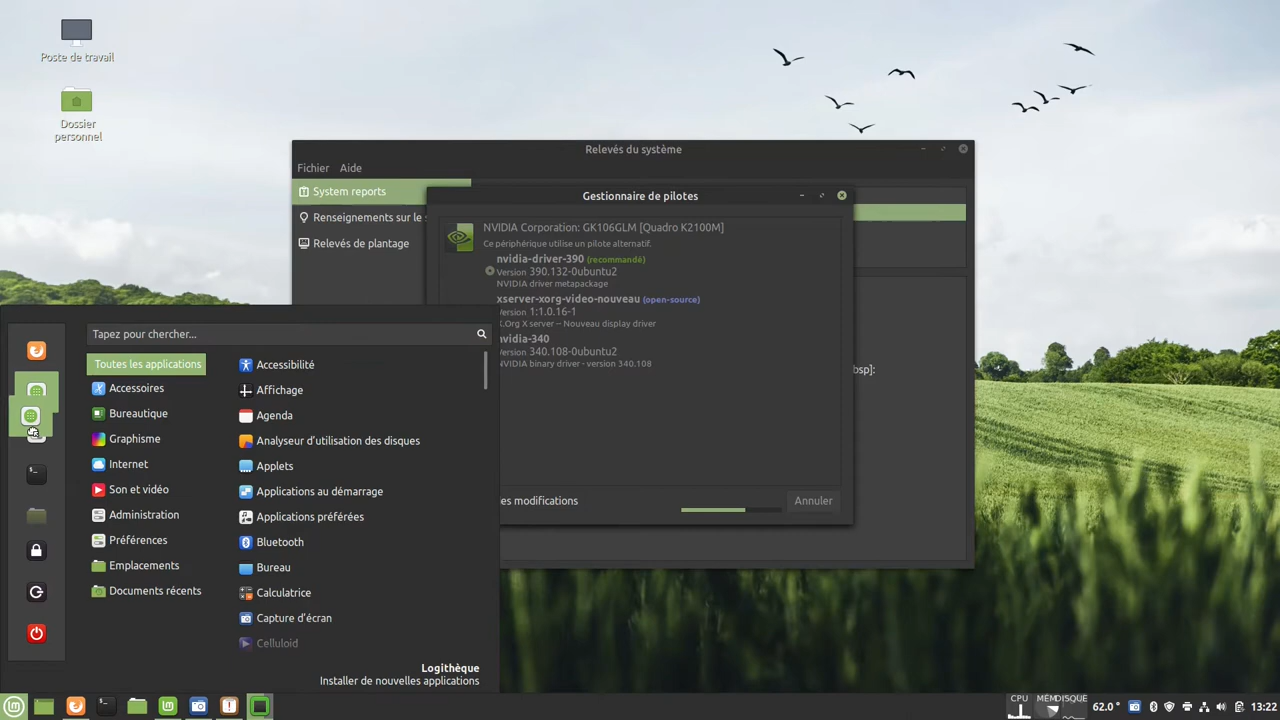 Poste de travail
Dossier
personnel
Relevés du système
Fichier Aide
System reports
Renseignements sur le s
Relevés de plantage
Gestionnaire de pilotes
NVIDIA Corporation: GK106GLM [Quadro K2100M]
Ce périphérique utilise un pilote alternatif.
nvidia-driver-390 (recommandé)
Version 390.132-0ubuntu2
NVIDIA driver metapackage
xserver-xorg-video-nouveau (open-source)
Version 1:1.0.16-1
X.Org X server -- Nouveau display driver
nvidia-340
Version 340.108-0ubuntu2
NVIDIA binary driver - version 340.108
bsp]:
es modifications
Annuler
Tapez pour chercher...
Toutes les applications
Accessoires
Bureautique
Graphisme
Internet
Son et vidéo
Administration
Préférences
Emplacements
Documents récents
Accessibilité
Affichage
Agenda
Analyseur d'utilisation des disques
Applets
Applications au démarrage
Applications préférées
Bluetooth
Bureau
Calculatrice
Capture d'écran
Celluloid
Logithèque
Installer de nouvelles applications
CPU
MÉM
DISQUE
62.0°
13:22